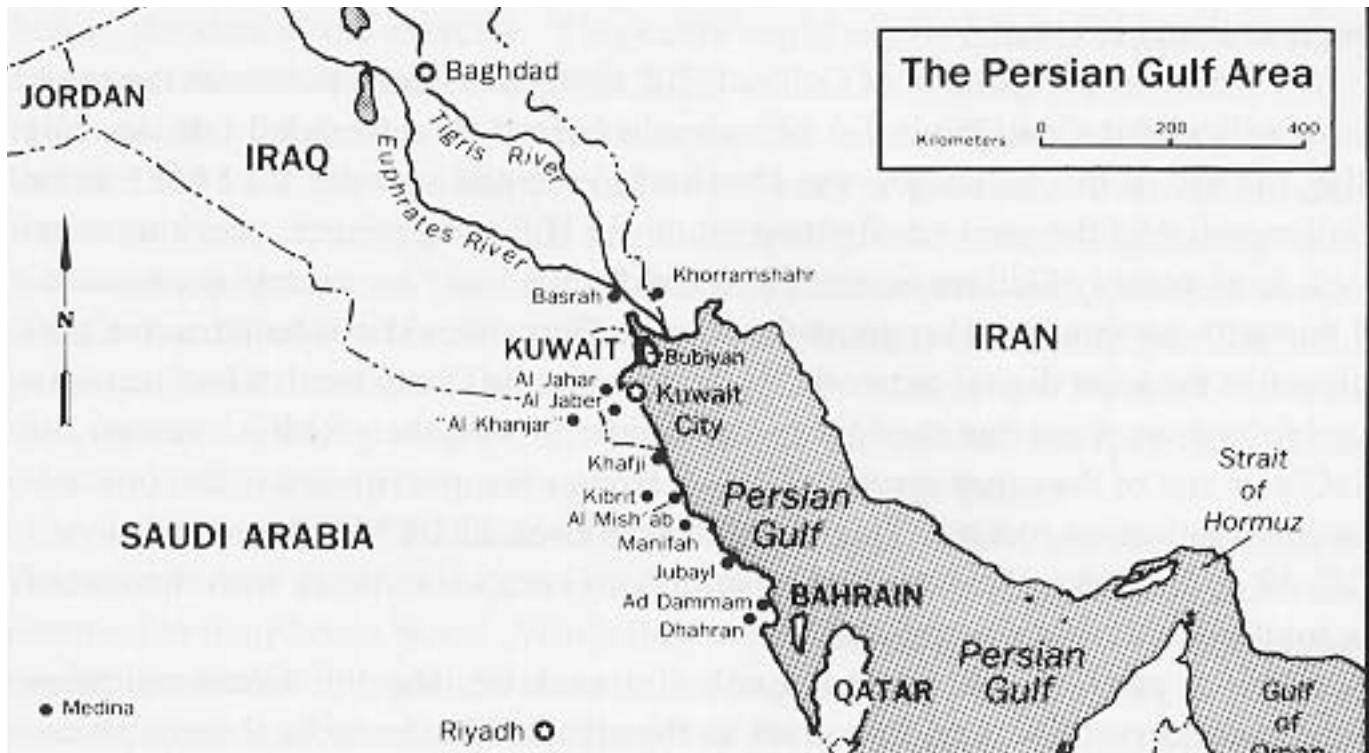 The Persian Gulf Area
0 200 400
Kilometers
JORDAN
Baghdad
IRAQ
Tigris River
Euphrates River
N
Khorramshahr
Basrah
IRAN
KUWAIT
Bubiyan
Al Jahar
Al Jaber
Kuwait
City
Al Khanjar
Khafji
Strait
of
Hormuz
Kibrit
Al Mish'ab
Persian
Gulf
SAUDI ARABIA
Manifah
Jubayl
Ad Dammam
BAHRAIN
Dhahran
Persian
Gulf
QATAR
Gulf
of
Medina
Riyadh